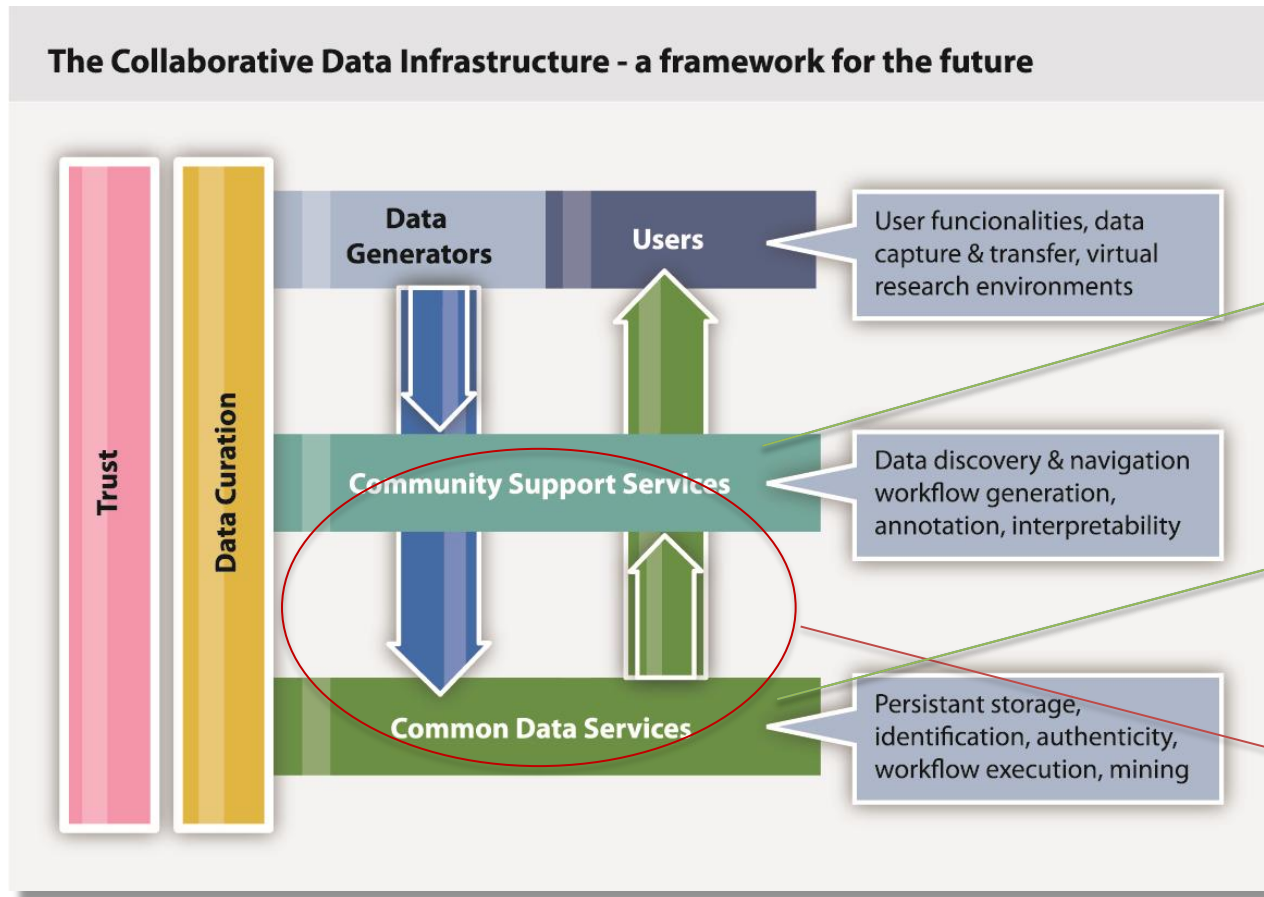 The Collaborative Data Infrastructure - a framework for the future
Trust
Data Curation
Data
Generators
Users
User funcionalities, data
capture & transfer, virtual
research environments
Community Support Services
Data discovery & navigation
workflow generation,
annotation, interpretability
Common Data Services
Persistant storage,
identification, authenticity,
workflow execution, mining